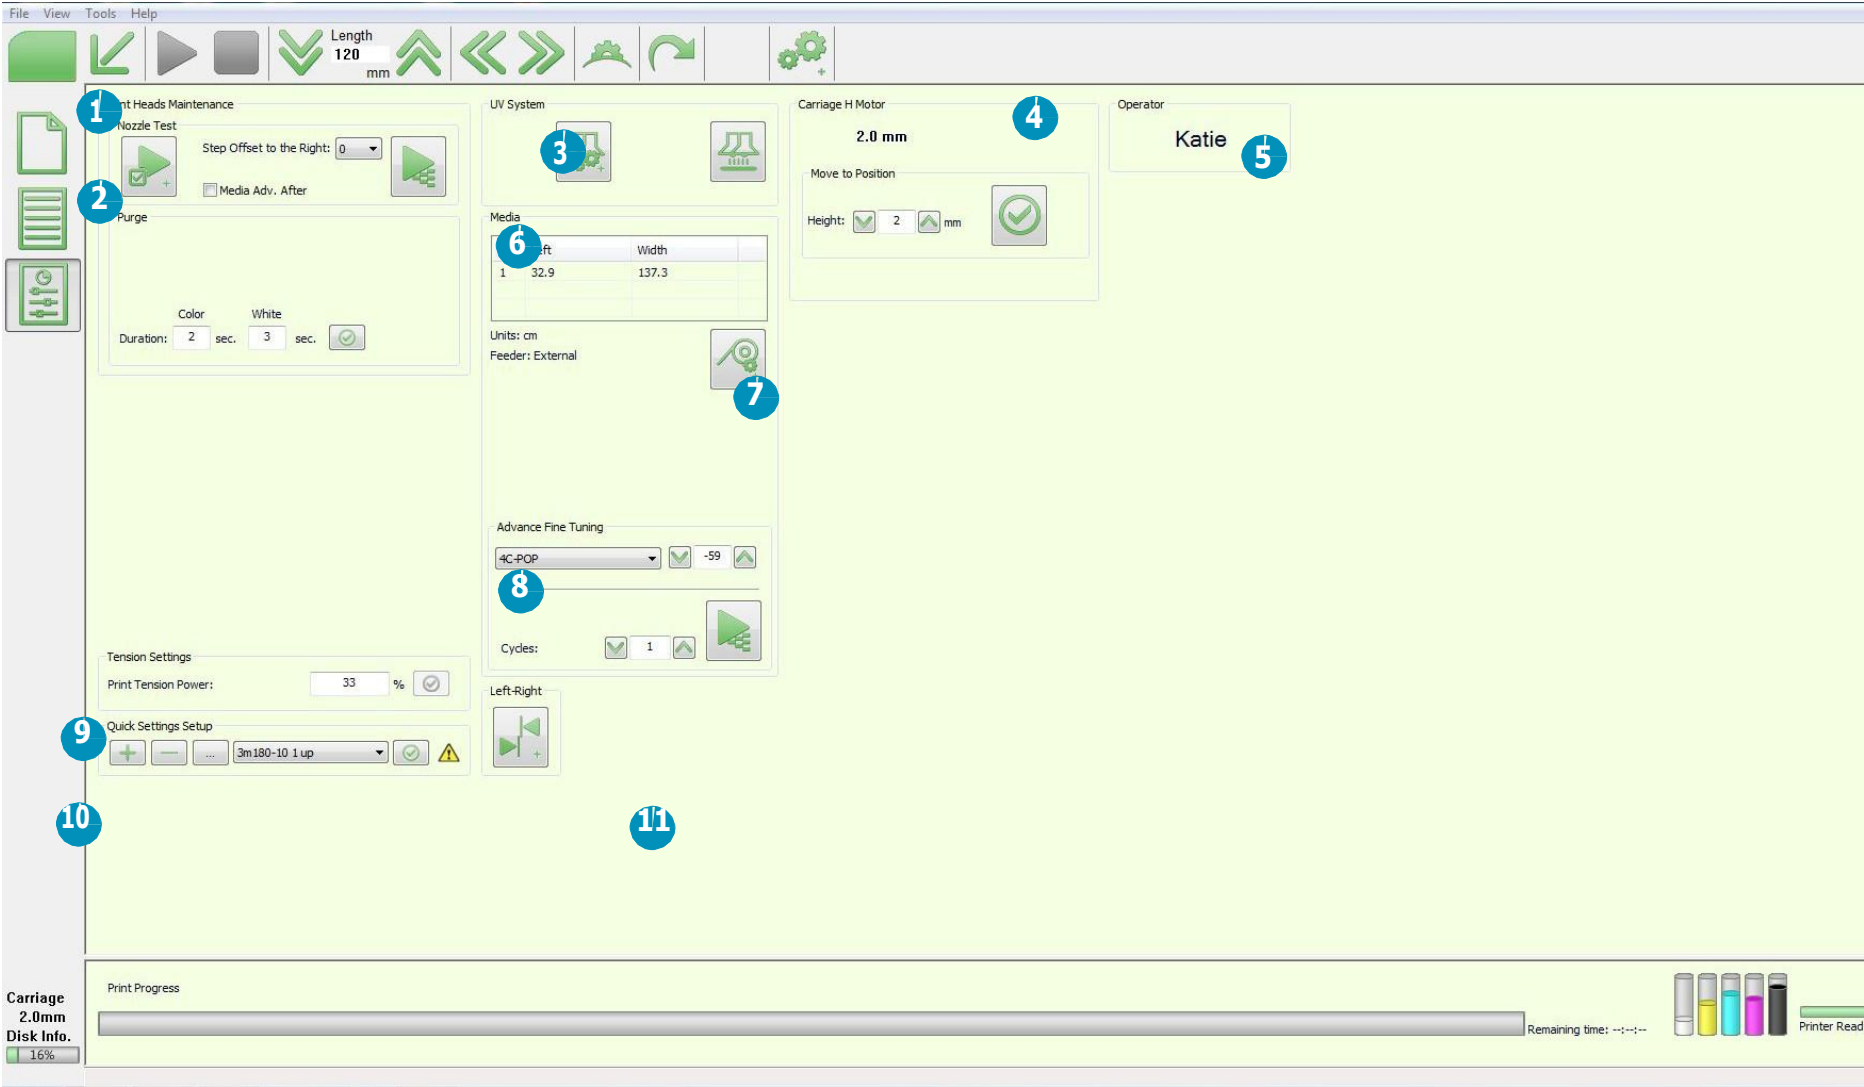 File View Tools Help
Length
120
mm
1
nt Heads Maintenance
Nozzle Test
Step Offset to the Right: 0
Media Adv. After
2
Purge
Color White
Duration: 2 sec. 3 sec.
UV System
3
Carriage H Motor
4
2.0 mm
Move to Position
Height: 2 mm
Operator
Katie
5
Media
6
eft Width
1 32.9 137.3
Units: cm
Feeder: External
7
Advance Fine Tuning
4C-POP -59
8
Cycles: 1
Tension Settings
Print Tension Power: 33 %
9
Quick Settings Setup
... 3m180-10 1 up
Left-Right
10
11
Carriage
2.0mm
Disk Info.
16%
Print Progress
Remaining time: --:--:--
Printer Read